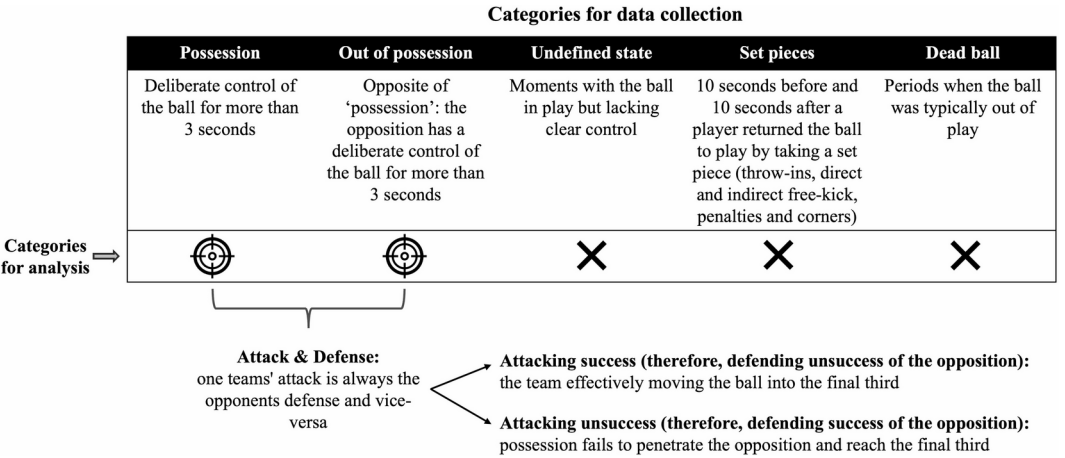 Categories for data collection
Possession
Out of possession
Undefined state
Set pieces
Dead ball
Deliberate control of
the ball for more than
3 seconds
Opposite of
‘possession’: the
opposition has a
deliberate control of
the ball for more than
3 seconds
Moments with the ball
in play but lacking
clear control
10 seconds before and
10 seconds after a
player returned the ball
to play by taking a set
piece (throw-ins, direct
and indirect free-kick,
penalties and corners)
Periods when the ball
was typically out of
play
Categories
for analysis
Attack & Defense:
one teams' attack is always the
opponents defense and vice-
versa
Attacking success (therefore, defending unsuccess of the opposition):
the team effectively moving the ball into the final third
Attacking unsuccess (therefore, defending success of the opposition):
possession fails to penetrate the opposition and reach the final third